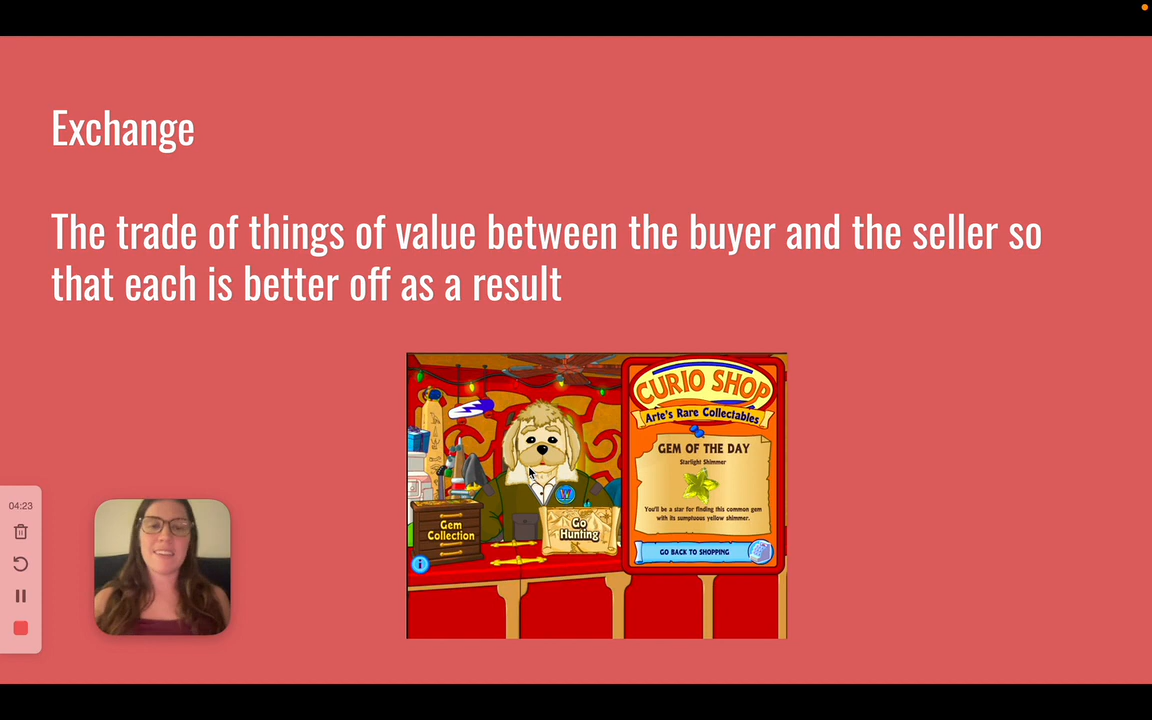 Exchange
The trade of things of value between the buyer and the seller so
that each is better off as a result
CURIO SHOP
Arte's Rare Collectables
GEM OF THE DAY
Starlight Shimmer
You'll be a star for finding this common gem
with its sumptuous yellow shimmer.
GO BACK TO SHOPPING
W
Go
Hunting
Gem
Collection
i
04:23